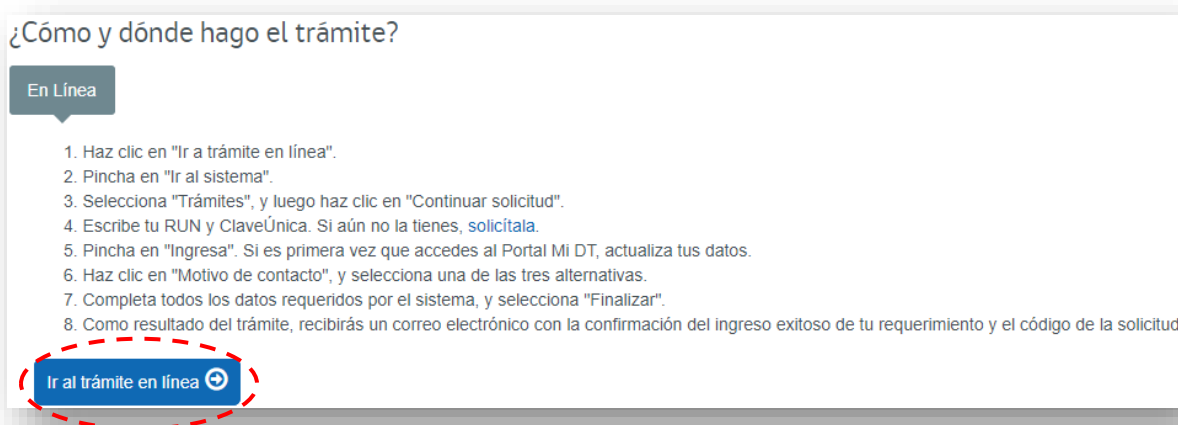 ¿Cómo y dónde hago el trámite?
En Línea
1. Haz clic en "Ir a trámite en línea".
2. Pincha en "Ir al sistema".
3. Selecciona "Trámites", y luego haz clic en "Continuar solicitud".
4. Escribe tu RUN y ClaveÚnica. Si aún no la tienes, solicítala.
5. Pincha en "Ingresa". Si es primera vez que accedes al Portal Mi DT, actualiza tus datos.
6. Haz clic en "Motivo de contacto", y selecciona una de las tres alternativas.
7. Completa todos los datos requeridos por el sistema, y selecciona "Finalizar".
8. Como resultado del trámite, recibirás un correo electrónico con la confirmación del ingreso exitoso de tu requerimiento y el código de la solicitud
Ir al trámite en línea